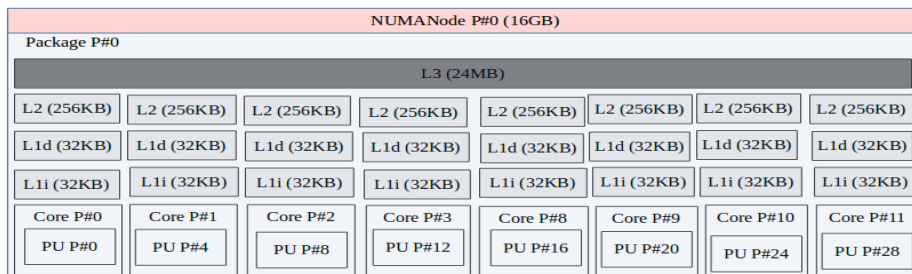 NUMANode P#0 (16GB)
Package P#0
L3 (24MB)
L2 (256KB) L2 (256KB) L2 (256KB) L2 (256KB) L2 (256KB) L2 (256KB) L2 (256KB) L2 (256KB)
L1d (32KB) L1d (32KB) L1d (32KB) L1d (32KB) L1d (32KB) L1d (32KB) L1d (32KB) L1d (32KB)
L1i (32KB) L1i (32KB) L1i (32KB) L1i (32KB) L1i (32KB) L1i (32KB) L1i (32KB) L1i (32KB)
Core P#0 Core P#1 Core P#2 Core P#3 Core P#8 Core P#9 Core P#10 Core P#11
PU P#0 PU P#4 PU P#8 PU P#12 PU P#16 PU P#20 PU P#24 PU P#28